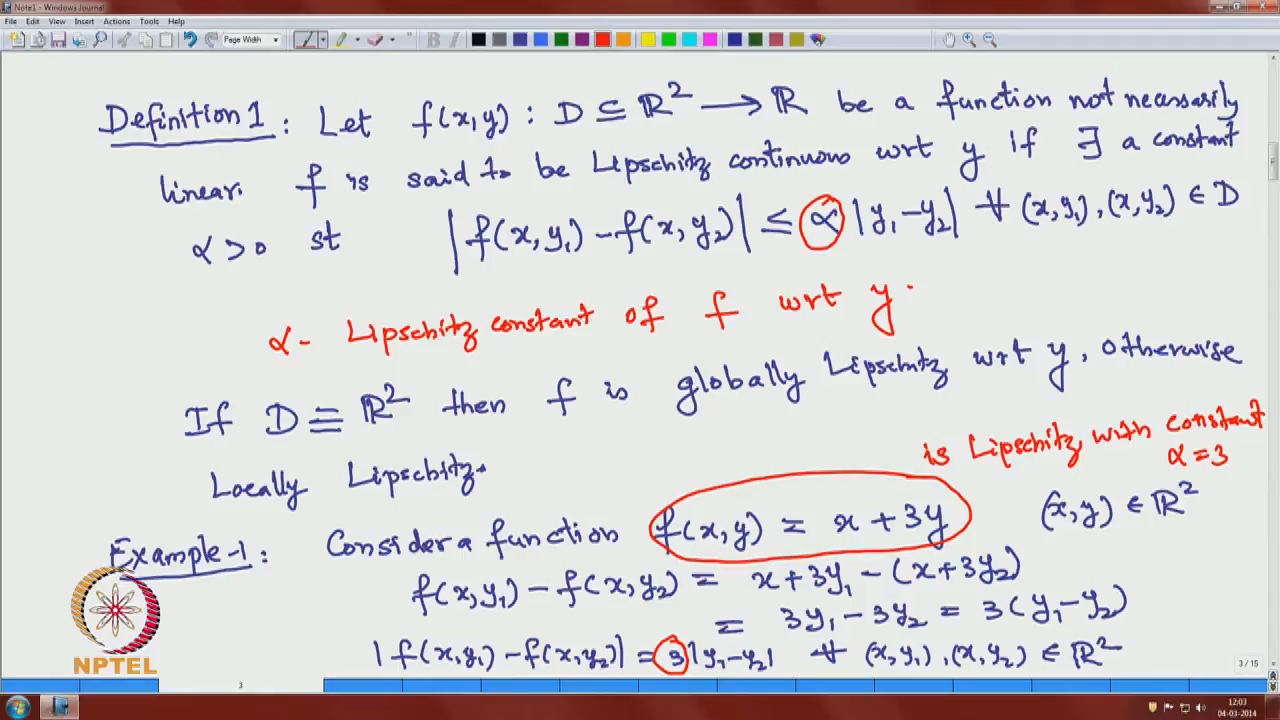 Note1 - Windows Journal
File Edit View Insert Actions Tools Help
Page Width
Definition 1 : Let f(x,y) : D ⊆ ℝ² ⟶ ℝ be a function not necessarily
linear. f is said to be Lipschitz continuous wrt y if ∃ a constant
α > 0 st |f(x,y₁) - f(x,y₂)| ≤ α |y₁ - y₂| ∀ (x,y₁), (x,y₂) ∈ D
α - Lipschitz constant of f wrt y.
If D ≡ ℝ² then f is globally Lipschitz wrt y, otherwise
Locally Lipschitz.
is Lipschitz with constant
α = 3
Example-1 : Consider a function f(x,y) = x + 3y (x,y) ∈ ℝ²
f(x,y₁) - f(x,y₂) = x + 3y₁ - (x + 3y₂)
= 3y₁ - 3y₂ = 3(y₁ - y₂)
|f(x,y₁) - f(x,y₂)| = 3 |y₁ - y₂| ∀ (x,y₁), (x,y₂) ∈ ℝ²
NPTEL
3 / 15
3
12:03
04-03-2014